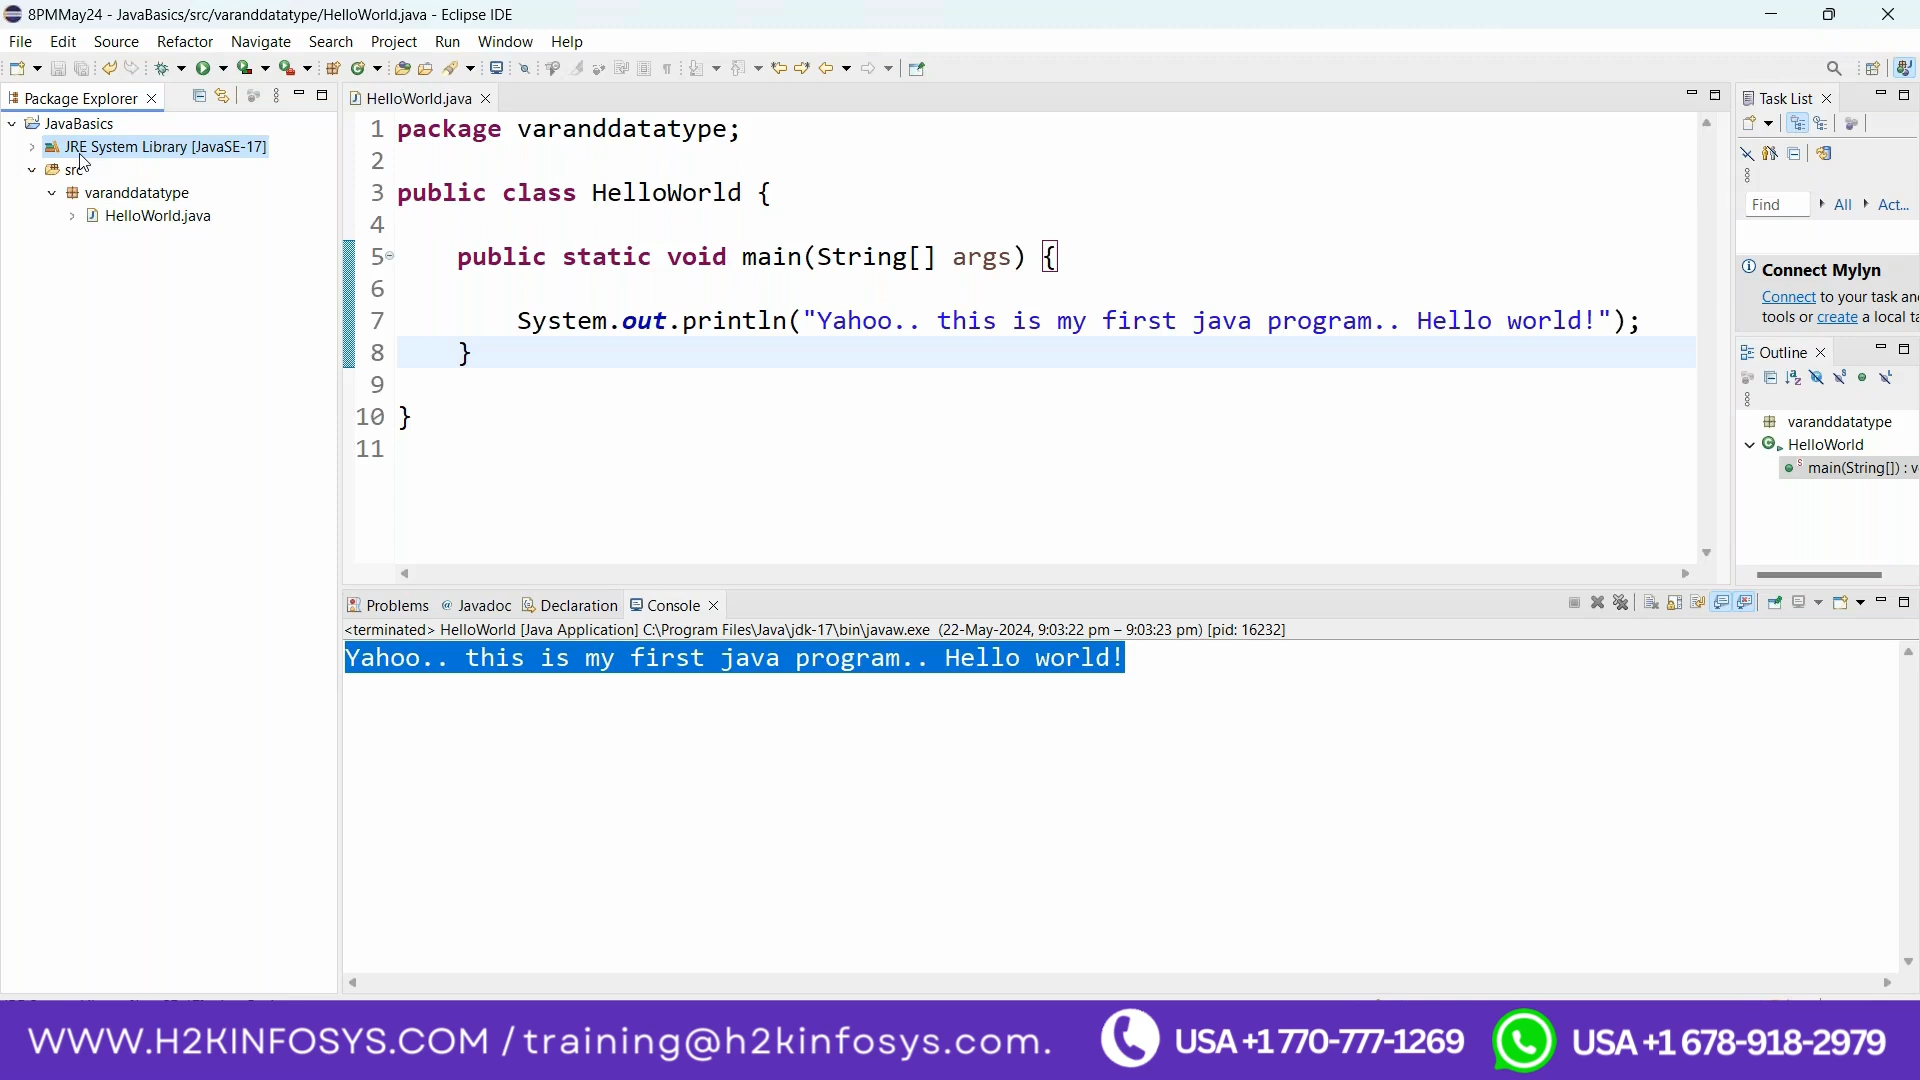 8PMMay24 - JavaBasics/src/varanddatatype/HelloWorld.java - Eclipse IDE
File Edit Source Refactor Navigate Search Project Run Window Help
Package Explorer
JavaBasics
JRE System Library [JavaSE-17]
src
varanddatatype
HelloWorld.java
HelloWorld.java
1 package varanddatatype;
2
3 public class HelloWorld {
4
5 public static void main(String[] args) {
6
7 System.out.println("Yahoo.. this is my first java program.. Hello world!");
8 }
9
10 }
11
Task List
Find All Act...
Connect Mylyn
Connect to your task an
tools or create a local ta
Outline
varanddatatype
HelloWorld
main(String[]) : v
Problems Javadoc Declaration Console
<terminated> HelloWorld [Java Application] C:\Program Files\Java\jdk-17\bin\javaw.exe (22-May-2024, 9:03:22 pm – 9:03:23 pm) [pid: 16232]
Yahoo.. this is my first java program.. Hello world!
WWW.H2KINFOSYS.COM / training@h2kinfosys.com.
USA +1 770-777-1269
USA +1 678-918-2979